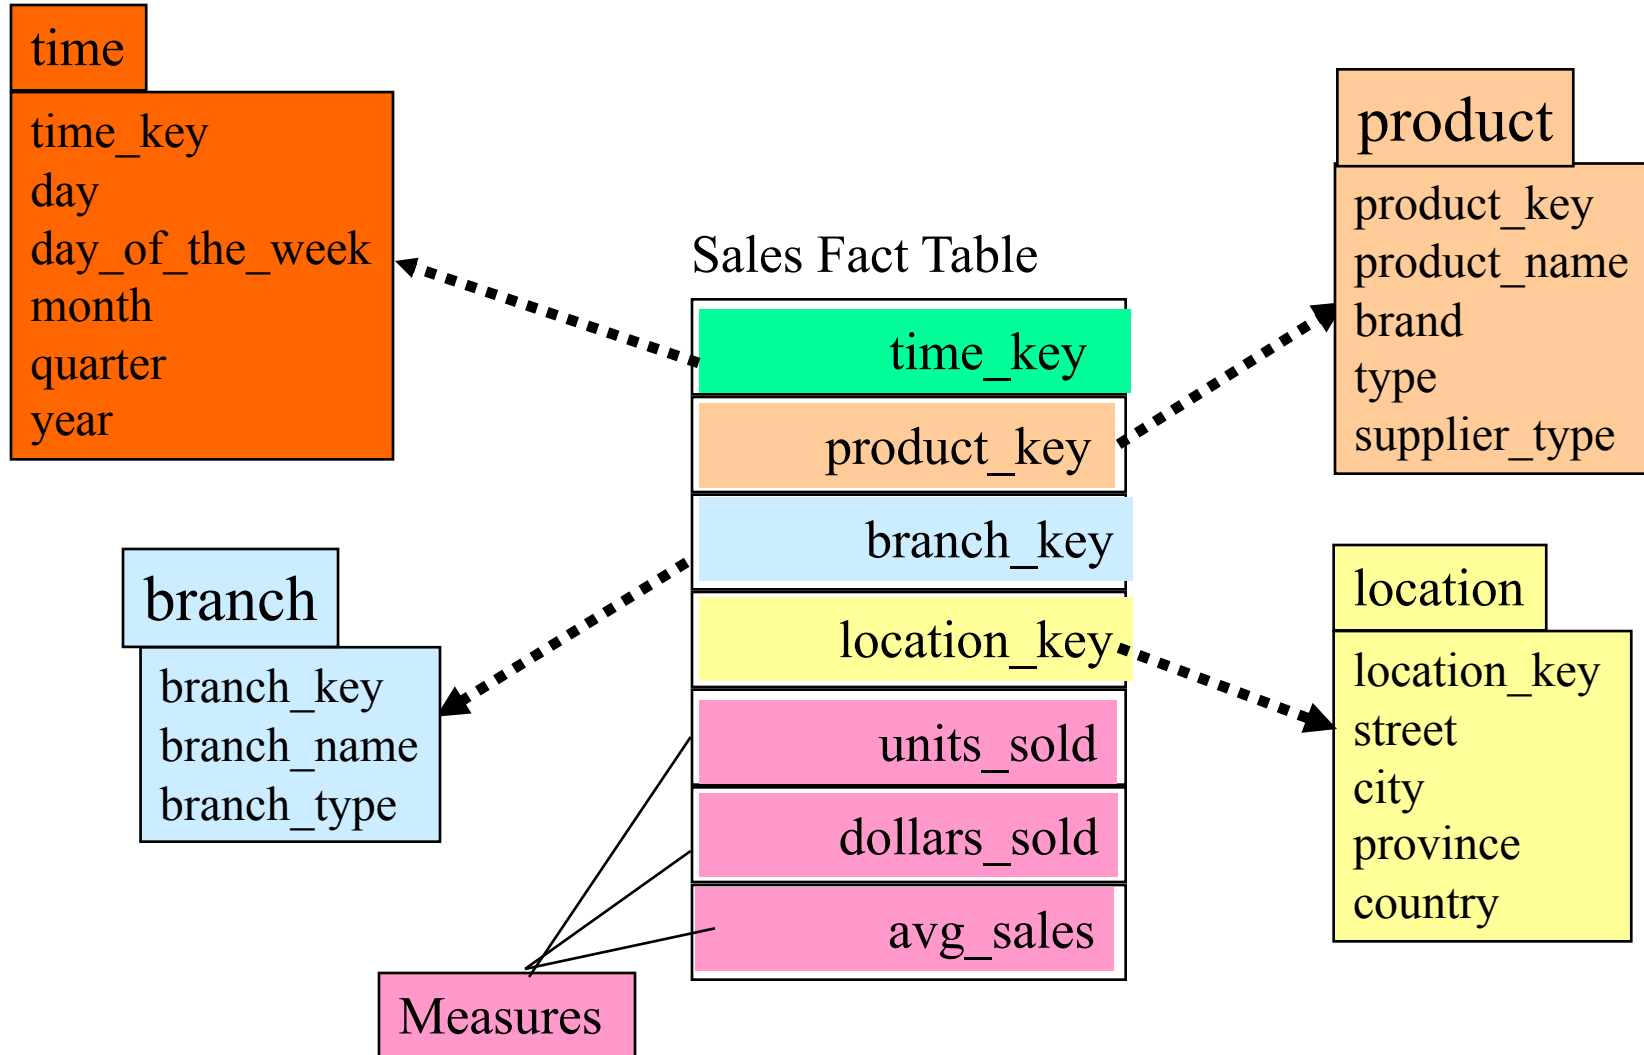 time
time_key
day
day_of_the_week
month
quarter
year
product
product_key
product_name
brand
type
supplier_type
Sales Fact Table
time_key
product_key
branch_key
location_key
units_sold
dollars_sold
avg_sales
branch
branch_key
branch_name
branch_type
location
location_key
street
city
province
country
Measures